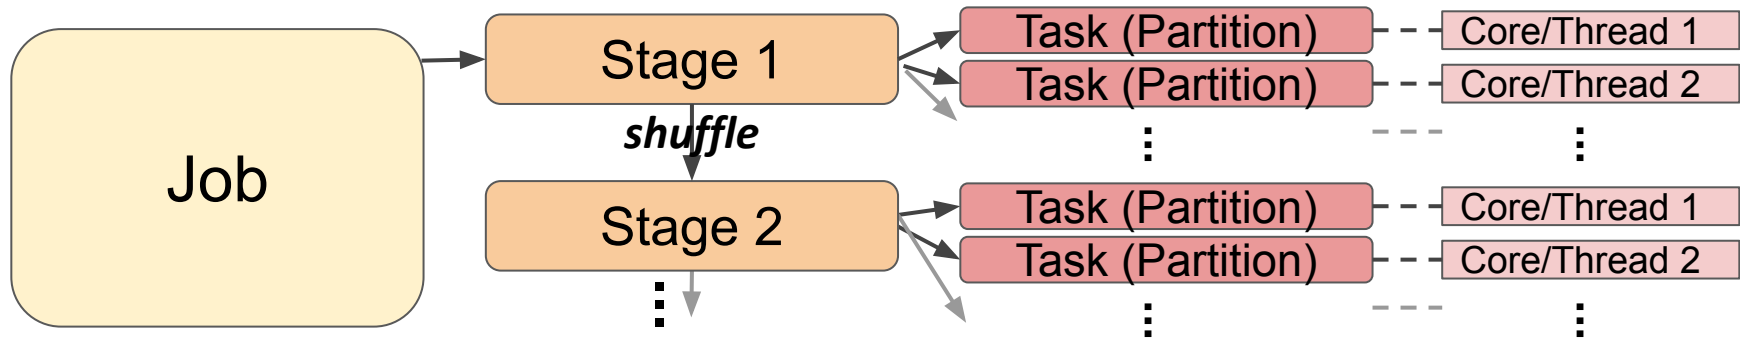 Job
Stage 1
Task (Partition)
Core/Thread 1
Task (Partition)
Core/Thread 2
shuffle
Stage 2
Task (Partition)
Core/Thread 1
Task (Partition)
Core/Thread 2